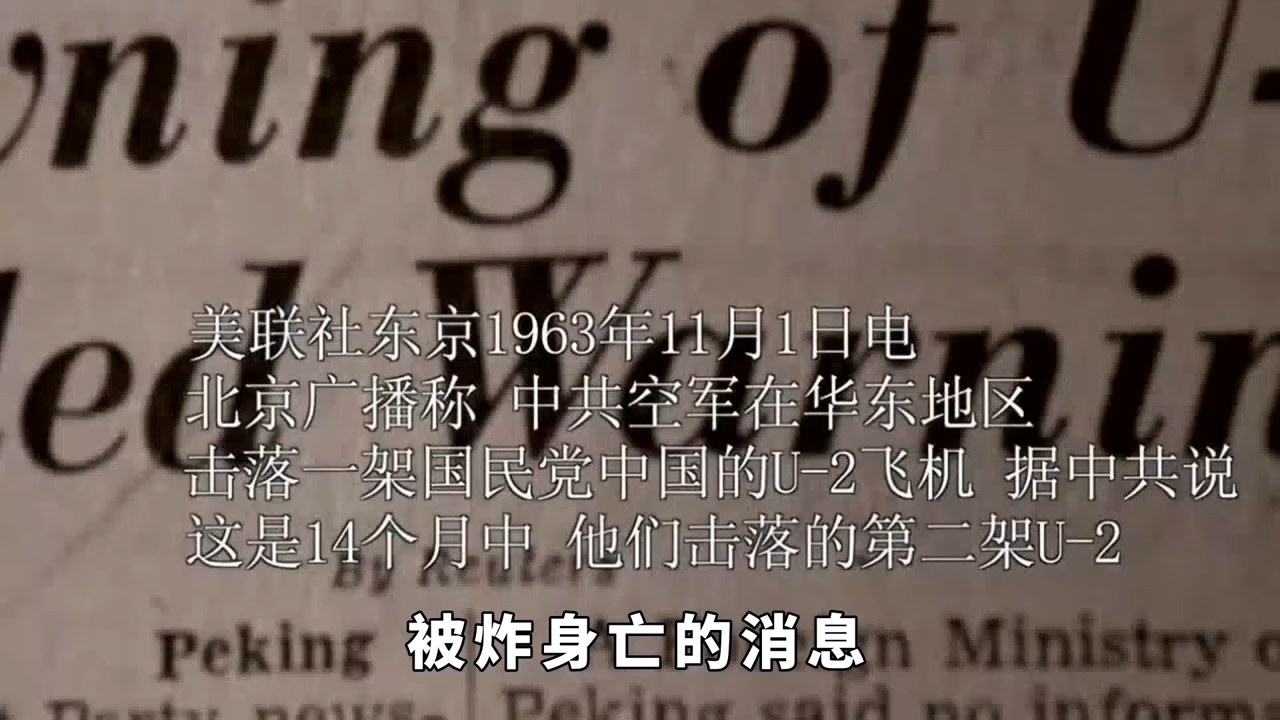 ning of U-
Warnin
美联社东京1963年11月1日电
北京广播称 中共空军在华东地区
击落一架国民党中国的U-2飞机 据中共说
这是14个月中 他们击落的第二架U-2
By Reuters
被炸身亡的消息
Peking Ministry
Party news- Peking said no inform